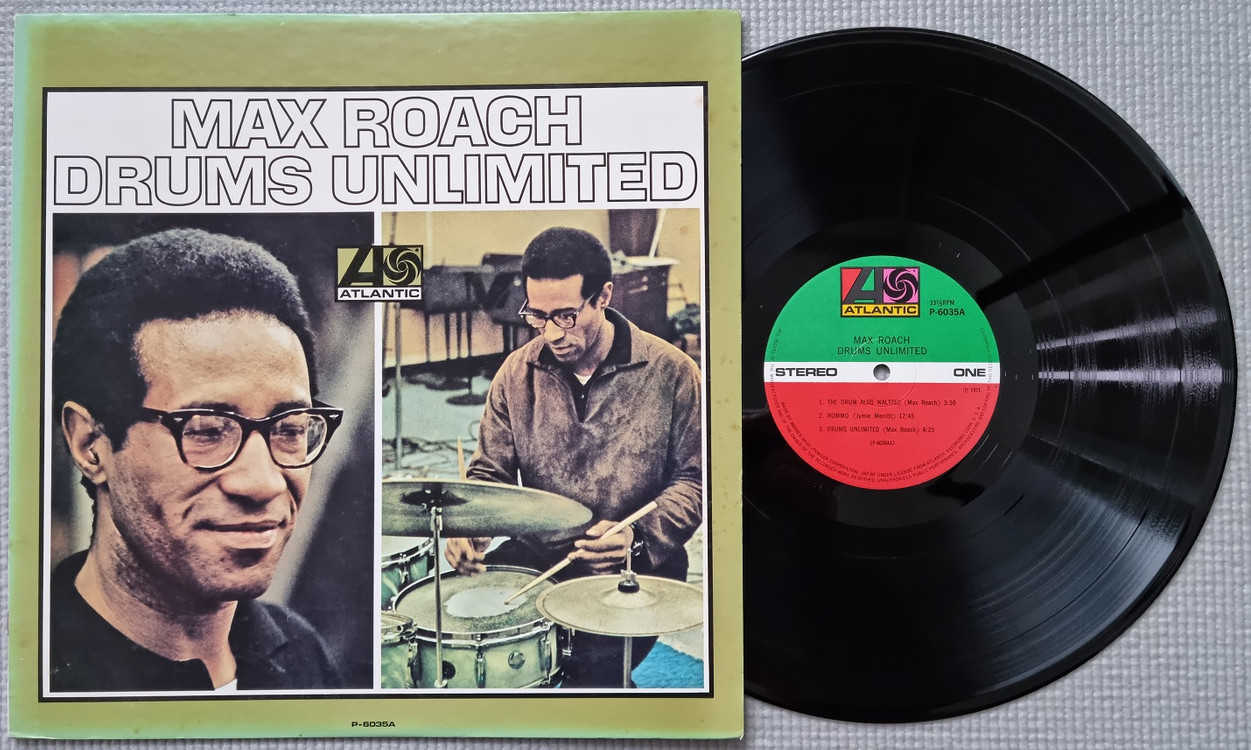 MAX ROACH
DRUMS UNLIMITED
ATLANTIC
P-6035A
ATLANTIC
33⅓RPM
P-6035A
MAX ROACH
DRUMS UNLIMITED
STEREO ONE
℗ 1971
1. THE DRUM ALSO WALTZES (Max Roach) 3:30
2. NOMMO (Jymie Merritt) 12:45
3. DRUMS UNLIMITED (Max Roach) 4:25